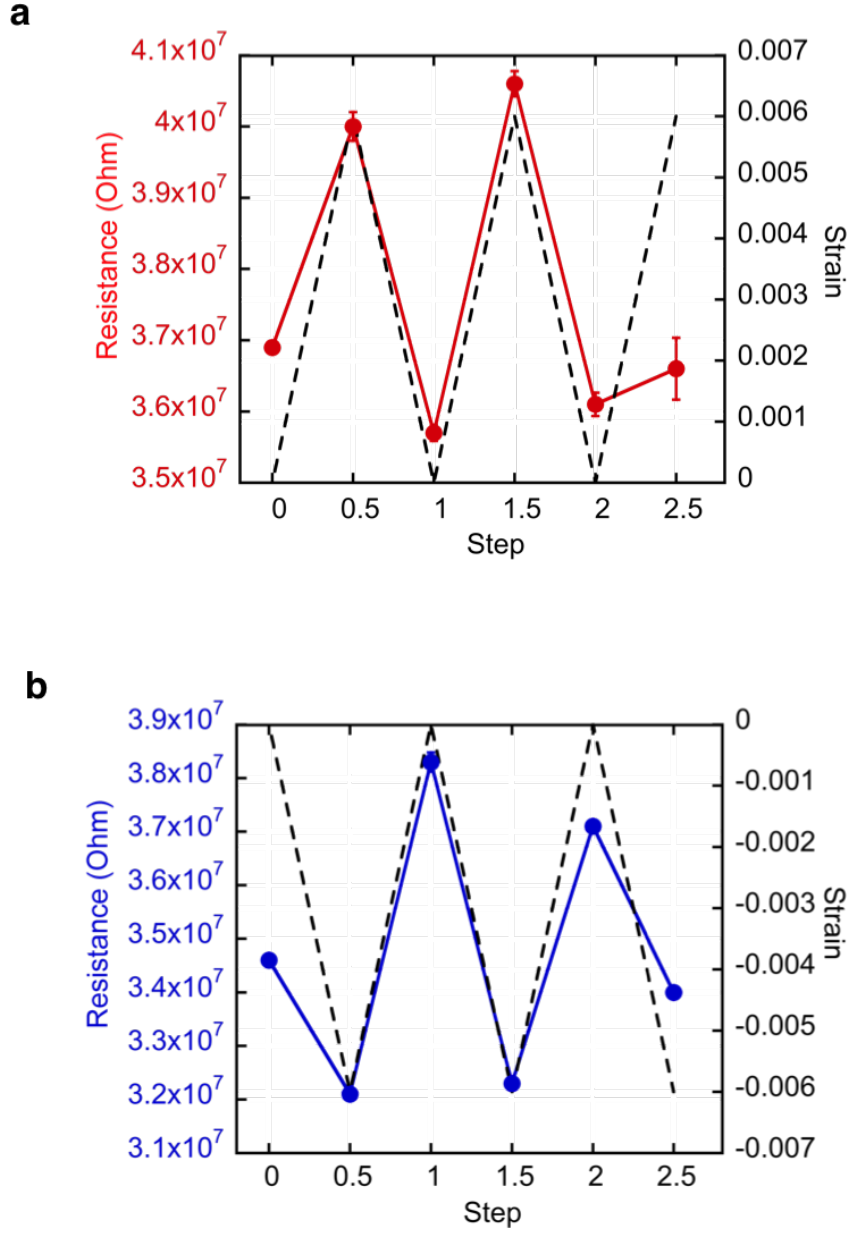 a
4.1x10⁷
4x10⁷
3.9x10⁷
3.8x10⁷
3.7x10⁷
3.6x10⁷
3.5x10⁷
Resistance (Ohm)
0.007
0.006
0.005
0.004
0.003
0.002
0.001
0
Strain
0 0.5 1 1.5 2 2.5
Step
b
3.9x10⁷
3.8x10⁷
3.7x10⁷
3.6x10⁷
3.5x10⁷
3.4x10⁷
3.3x10⁷
3.2x10⁷
3.1x10⁷
Resistance (Ohm)
0
-0.001
-0.002
-0.003
-0.004
-0.005
-0.006
-0.007
Strain
0 0.5 1 1.5 2 2.5
Step